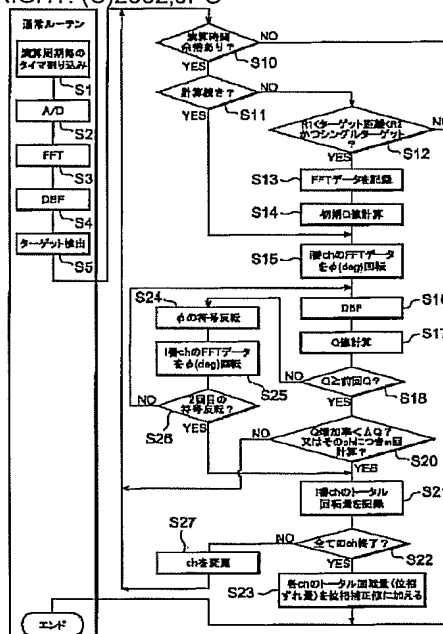 通常ルーテン
演算周期毎の
タイマ割り込み
S1
A/D
S2
FFT
S3
DBF
S4
ターゲット検出
S5
エンド
演算時間
余裕あり?
NO
S10
YES
計算続き?
NO
S11
YES
R1<ターゲット距離<R2
かつシングルターゲット
?
NO
S12
YES
S13
FFTデータを記録
S14
初期Q値計算
S15
i番chのFFTデータ
をφ(deg)回転
S16
DBF
S17
Q値計算
Q≧前回Q?
NO
S18
YES
S24
φの符号反転
i番chのFFTデータ
をφ(deg)回転
S25
2回目の
符号反転?
NO
S26
YES
Q増加率<ΔQ?
又はそのchにつきm回
計算?
NO
S20
YES
S21
i番chのトータル
回転量を記録
全てのch終了?
NO
S22
YES
S27
chを変更
S23
各chのトータル回転量(位相
ずれ量)を位相補正値に加える